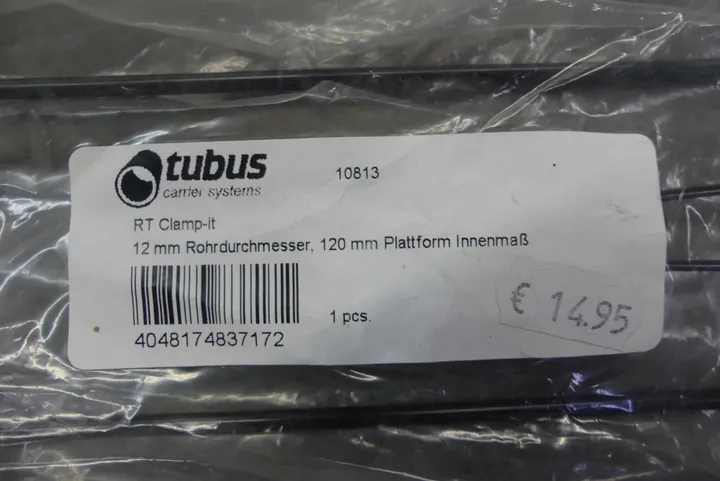 tubus
carrier systems
10813
RT Clamp-it
12 mm Rohrdurchmesser, 120 mm Plattform Innenmaß
1 pcs.
€ 14.95
4048174837172